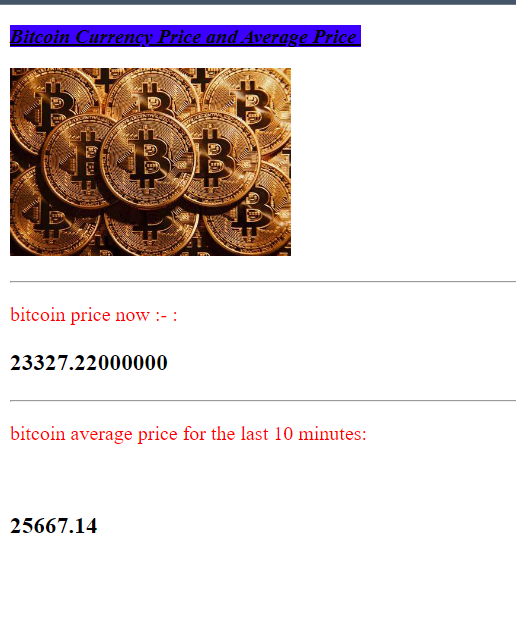 Bitcoin Currency Price and Average Price
bitcoin price now :- :
23327.22000000
bitcoin average price for the last 10 minutes:
25667.14